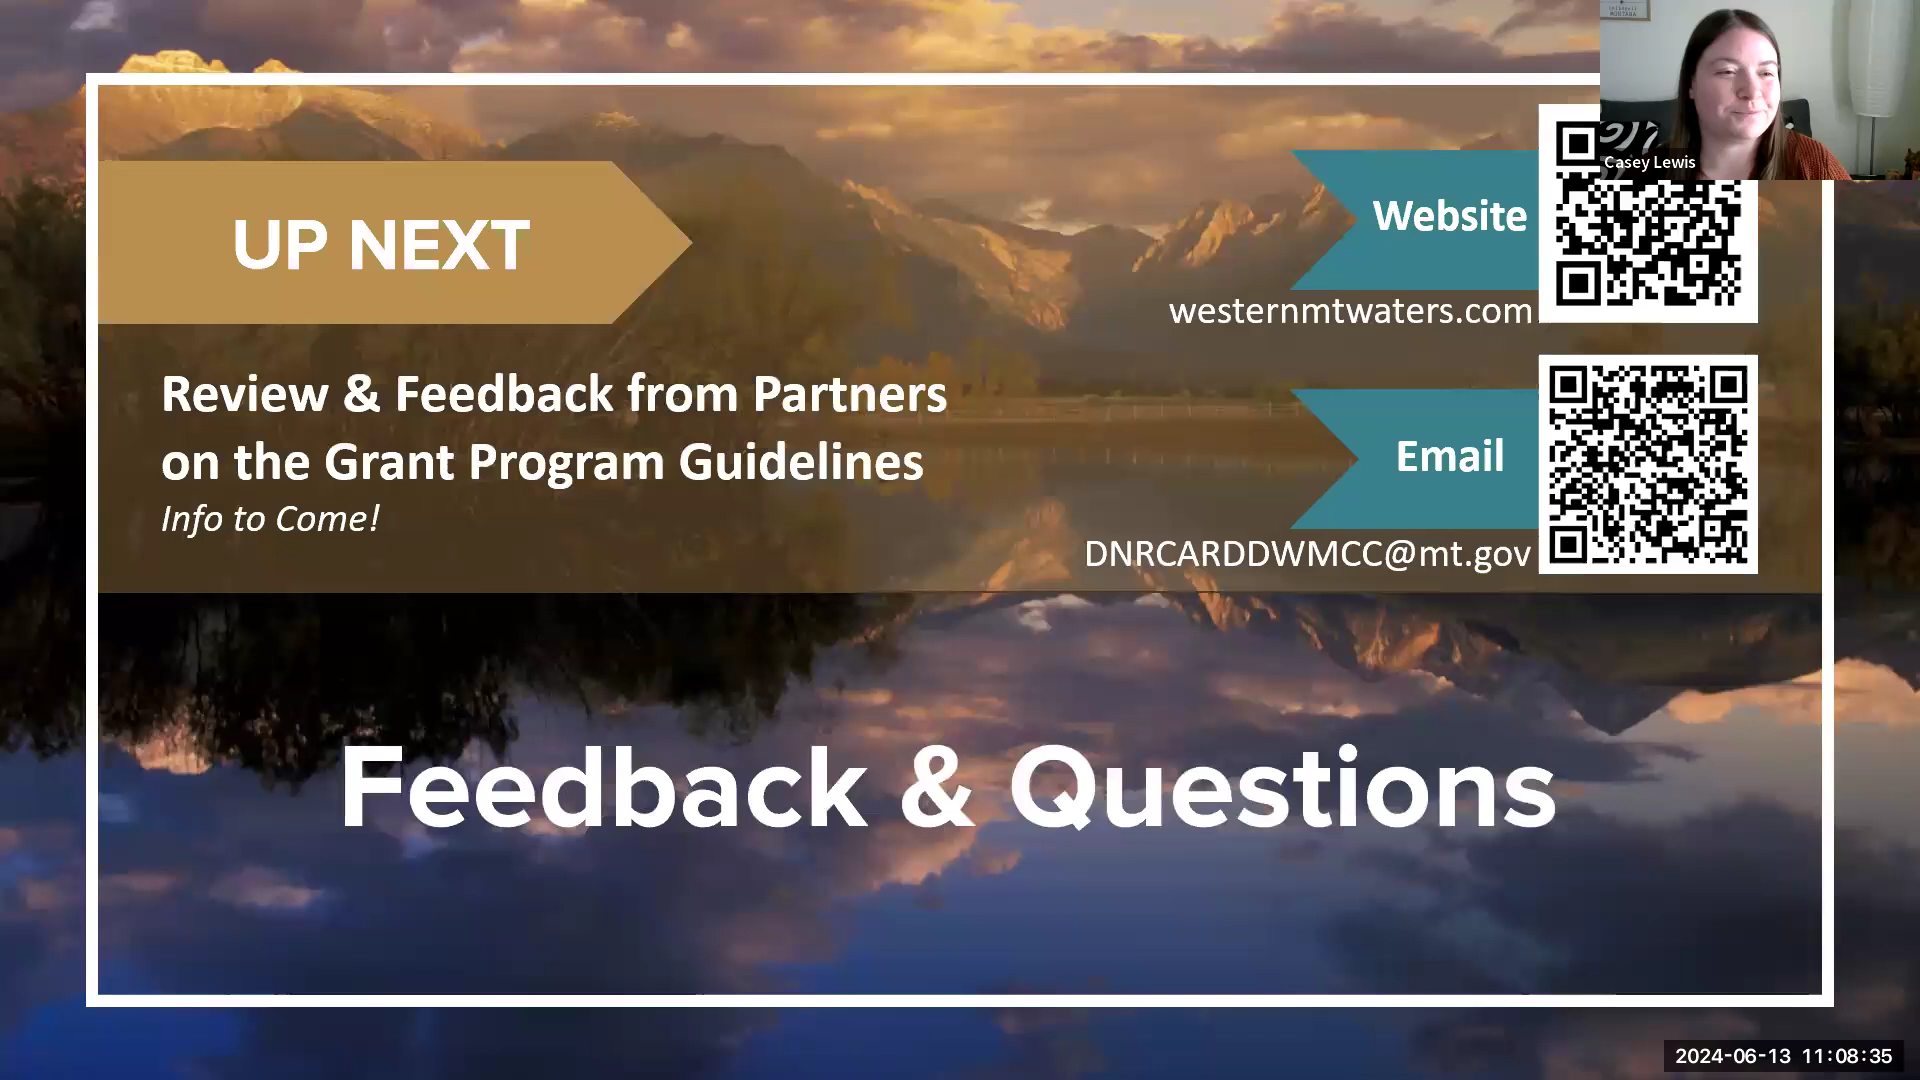 UP NEXT
Review & Feedback from Partners
on the Grant Program Guidelines
Info to Come!
Website
westernmtwaters.com
Email
DNRCARDDWMCC@mt.gov
Casey Lewis
Feedback & Questions
2024-06-13 11:08:35